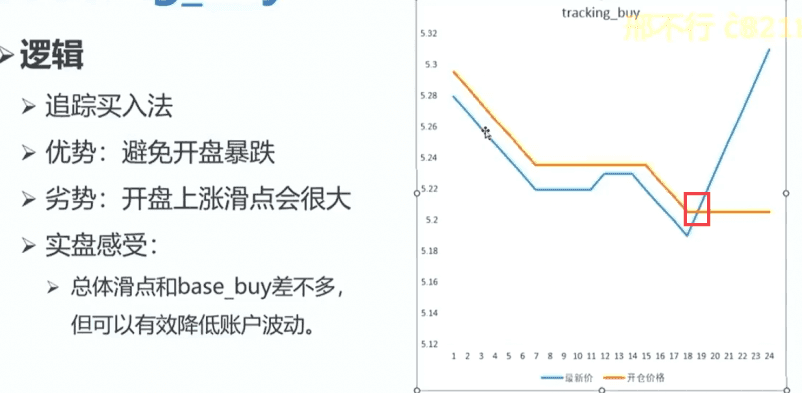 tracking_buy
逻辑
追踪买入法
优势：避免开盘暴跌
劣势：开盘上涨滑点会很大
实盘感受：
总体滑点和base_buy差不多，
但可以有效降低账户波动。
tracking_buy
邢不行
5.32
5.3
5.28
5.26
5.24
5.22
5.2
5.18
5.16
5.14
5.12
1 2 3 4 5 6 7 8 9 10 11 12 13 14 15 16 17 18 19 20 21 22 23 24
最新价 开仓价格